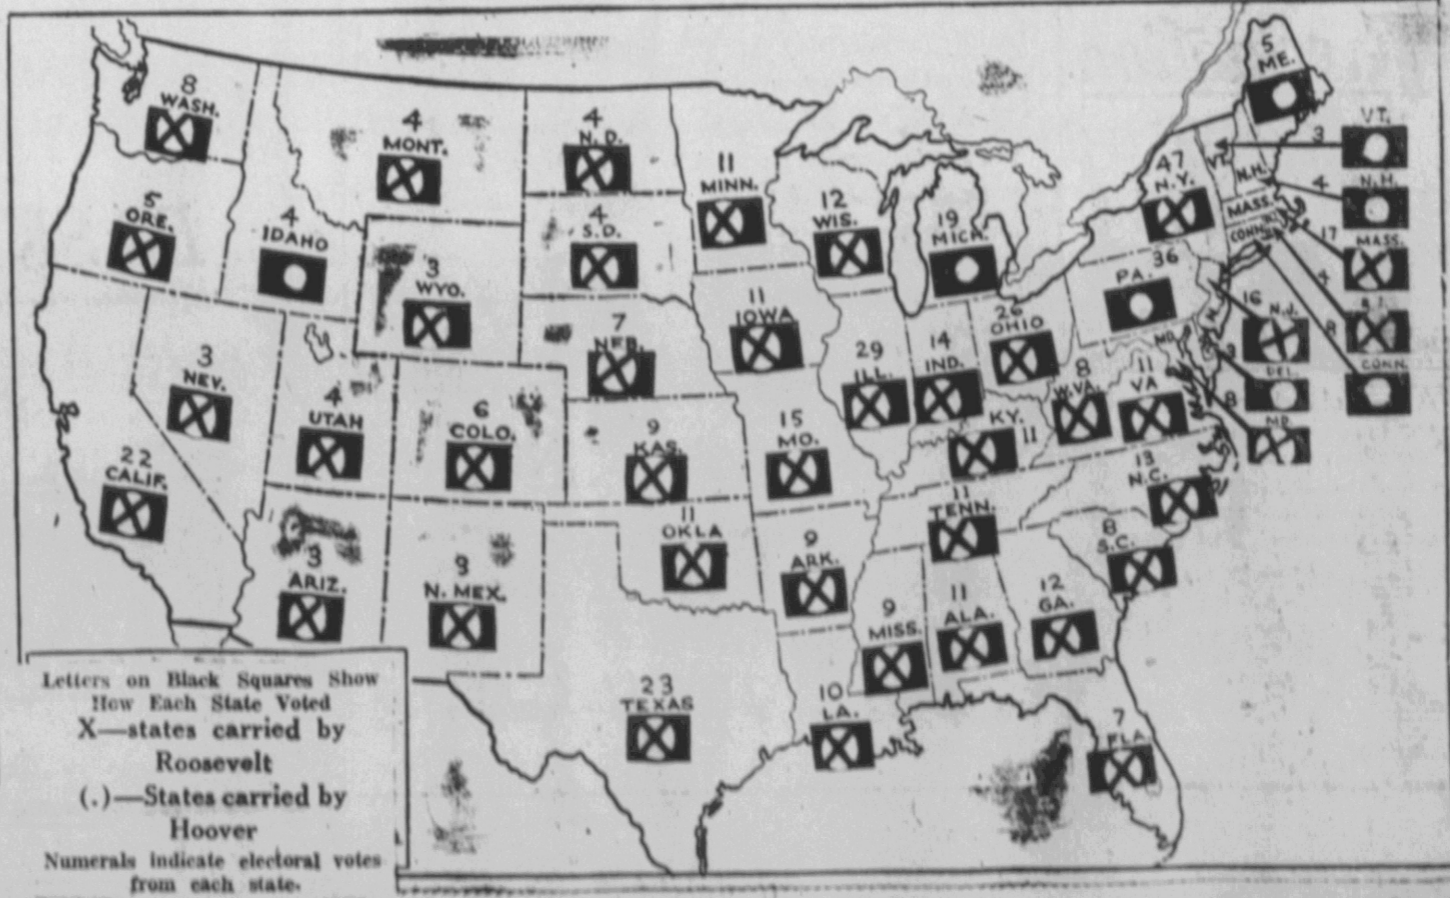 5
ME.
8
WASH.
4
MONT.
4
N. D.
11
MINN.
VT.
3
N.H.
4
47
N.Y.
VT.
N.H.
MASS.
CONN.
5
ORE.
4
IDAHO
4
S.D.
12
WIS.
19
MICH.
17
MASS.
3
WYO.
36
PA.
4
R.I.
11
IOWA
26
OHIO
16
N.J.
N.J.
8
CONN.
7
NEB.
29
ILL.
14
IND.
MD.
3
DEL.
3
NEV.
8
W.VA.
11
VA
8
MD.
4
UTAH
6
COLO.
9
KAS.
15
MO.
KY.
11
22
CALIF.
13
N.C.
11
OKLA
11
TENN.
8
S.C.
3
ARIZ.
N. MEX.
9
ARK.
9
MISS.
11
ALA.
12
GA.
23
TEXAS
10
LA.
7
FLA
Letters on Black Squares Show
How Each State Voted
X—states carried by
Roosevelt
(.)—States carried by
Hoover
Numerals indicate electoral votes
from each state.